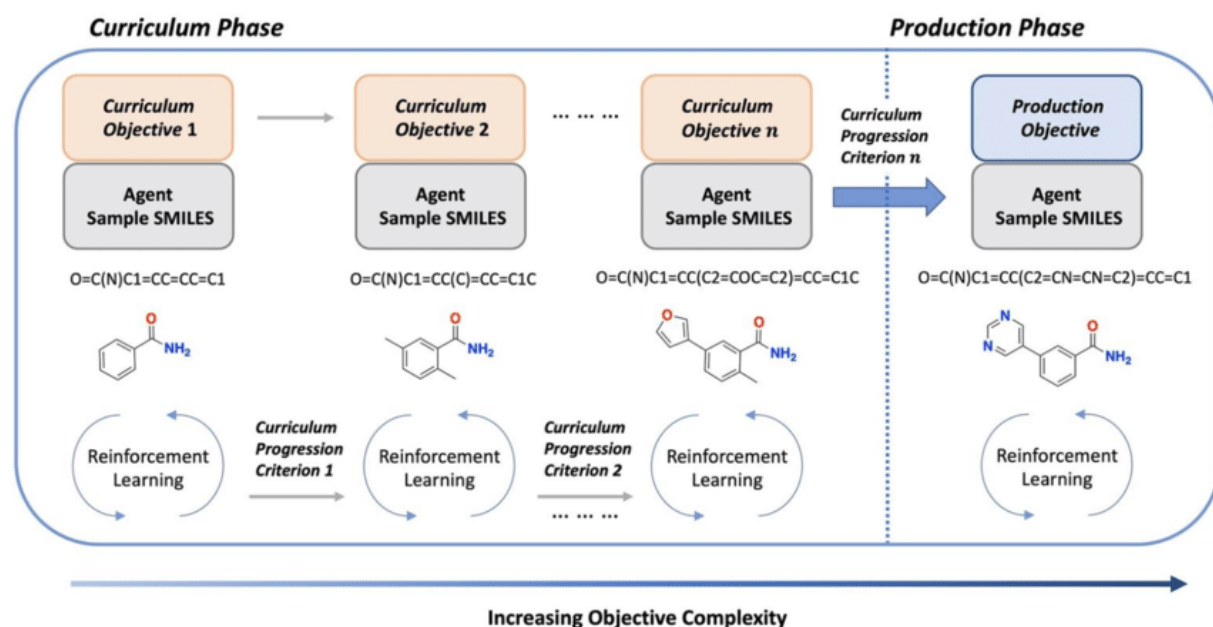 Curriculum Phase
Production Phase
Curriculum
Objective 1
Curriculum
Objective 2
... ...
Curriculum
Objective n
Curriculum
Progression
Criterion n
Production
Objective
Agent
Sample SMILES
Agent
Sample SMILES
Agent
Sample SMILES
Agent
Sample SMILES
O=C(N)C1=CC=CC=C1
O=C(N)C1=CC(C)=CC=C1C
O=C(N)C1=CC(C2=COC=C2)=CC=C1C
O=C(N)C1=CC(C2=CN=CN=C2)=CC=C1
O
NH₂
O
NH₂
O
O
NH₂
N
N
O
NH₂
Reinforcement
Learning
Curriculum
Progression
Criterion 1
Reinforcement
Learning
Curriculum
Progression
Criterion 2
... ...
Reinforcement
Learning
Reinforcement
Learning
Increasing Objective Complexity